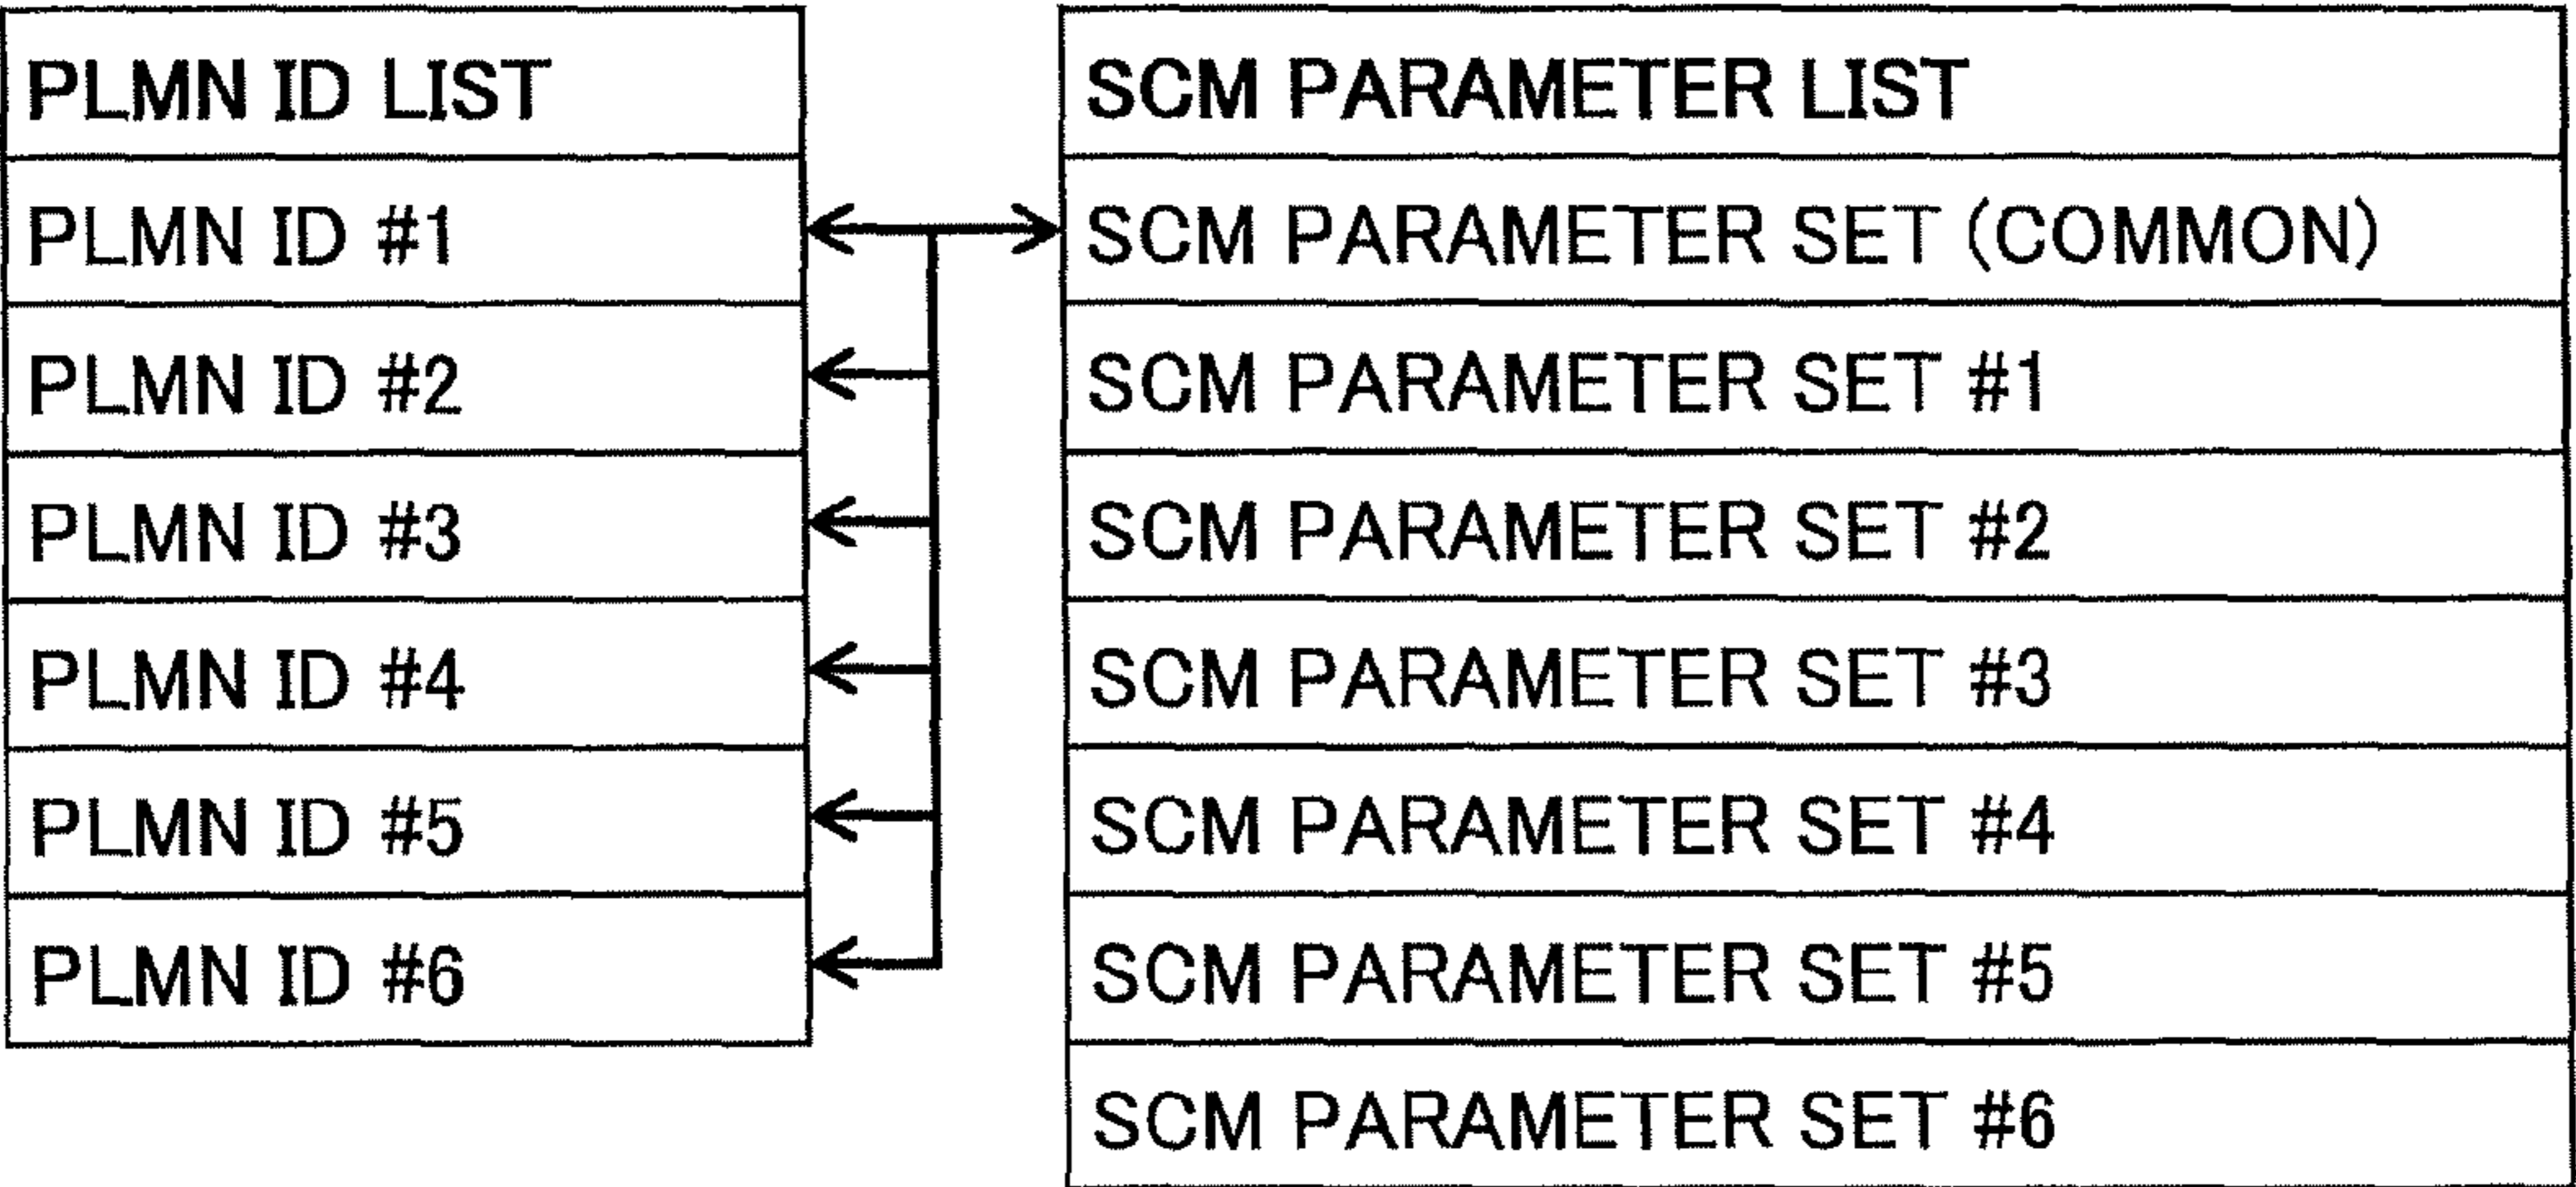 PLMN ID LIST
PLMN ID #1
PLMN ID #2
PLMN ID #3
PLMN ID #4
PLMN ID #5
PLMN ID #6
SCM PARAMETER LIST
SCM PARAMETER SET (COMMON)
SCM PARAMETER SET #1
SCM PARAMETER SET #2
SCM PARAMETER SET #3
SCM PARAMETER SET #4
SCM PARAMETER SET #5
SCM PARAMETER SET #6